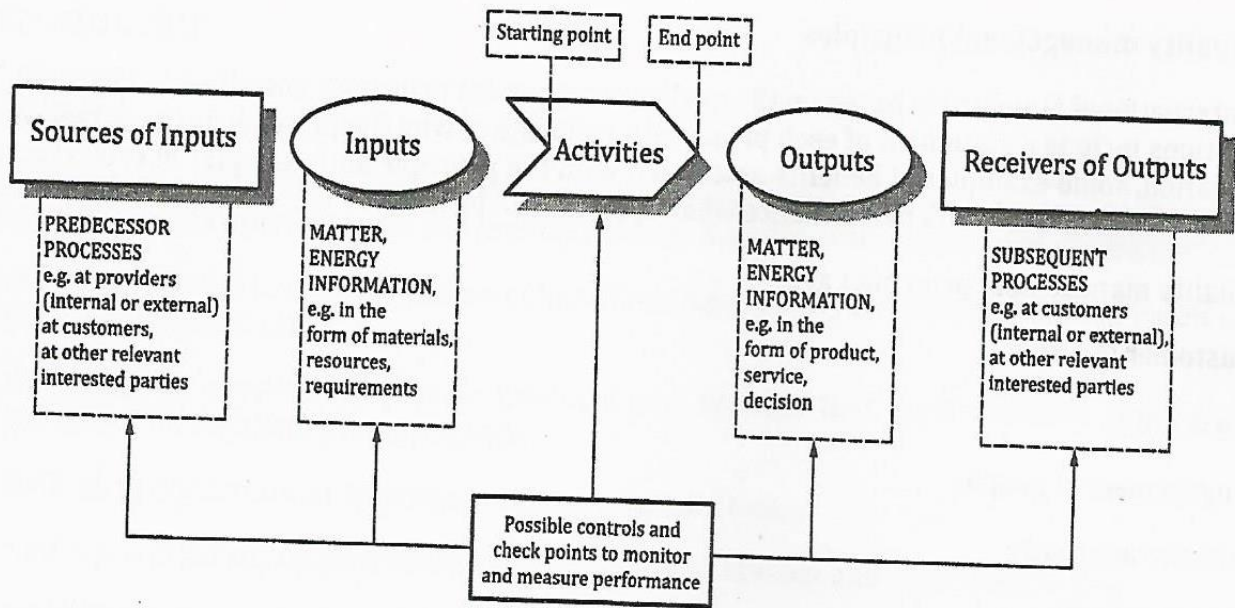 Starting point
End point
Sources of Inputs
Inputs
Activities
Outputs
Receivers of Outputs
PREDECESSOR
PROCESSES
e.g. at providers
(internal or external)
at customers,
at other relevant
interested parties
MATTER,
ENERGY
INFORMATION,
e.g. in the
form of materials,
resources,
requirements
MATTER,
ENERGY
INFORMATION,
e.g. in the
form of product,
service,
decision
SUBSEQUENT
PROCESSES
e.g. at customers
(internal or external),
at other relevant
interested parties
Possible controls and
check points to monitor
and measure performance